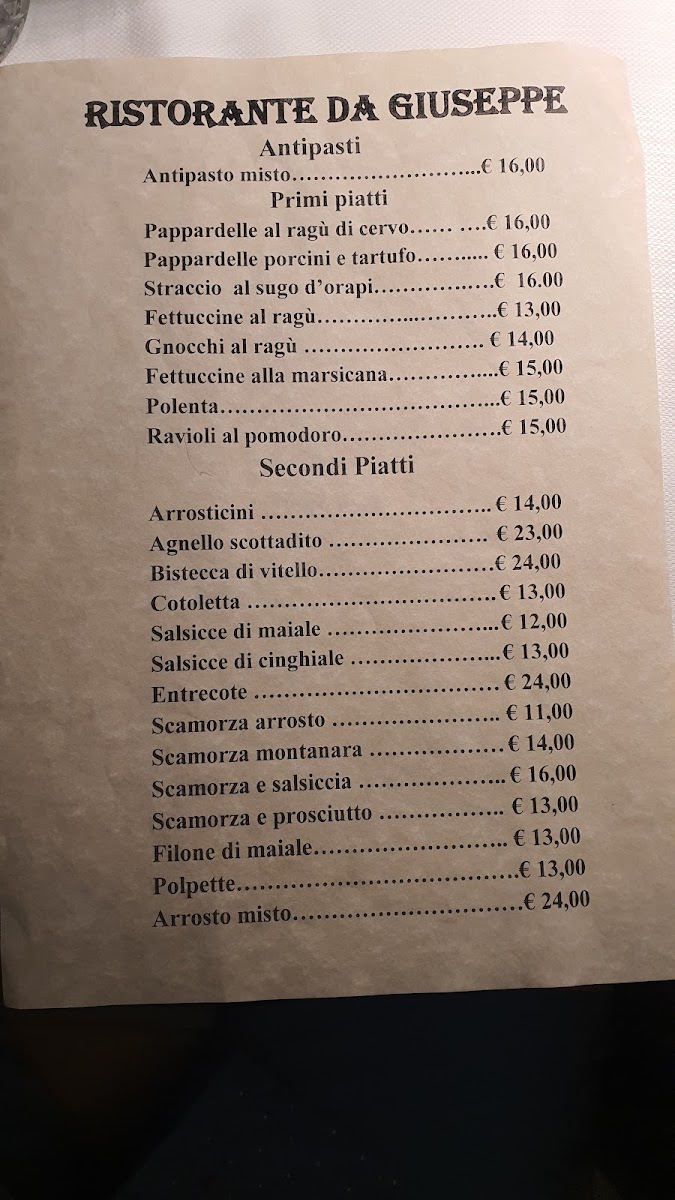 RISTORANTE DA GIUSEPPE
Antipasti
Antipasto misto...........................€ 16,00
Primi piatti
Pappardelle al ragù di cervo...... ....€ 16,00
Pappardelle porcini e tartufo.......... € 16,00
Straccio al sugo d'orapi.................€ 16.00
Fettuccine al ragù.........................€ 13,00
Gnocchi al ragù ......................... € 14,00
Fettuccine alla marsicana...............€ 15,00
Polenta.......................................€ 15,00
Ravioli al pomodoro......................€ 15,00
Secondi Piatti
Arrosticini ................................ € 14,00
Agnello scottadito ...................... € 23,00
Bistecca di vitello........................€ 24,00
Cotoletta ..................................€ 13,00
Salsicce di maiale ........................€ 12,00
Salsicce di cinghiale .....................€ 13,00
Entrecote .................................. € 24,00
Scamorza arrosto ....................... € 11,00
Scamorza montanara ..................€ 14,00
Scamorza e salsiccia .................... € 16,00
Scamorza e prosciutto ................. € 13,00
Filone di maiale........................... € 13,00
Polpette.......................................€ 13,00
Arrosto misto................................€ 24,00